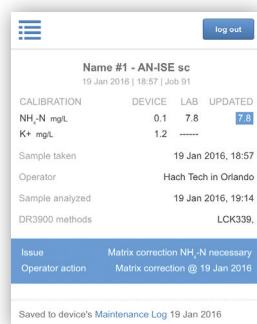 log out
Name #1 - AN-ISE sc
19 Jan 2016 | 18:57 | Job 91
CALIBRATION DEVICE LAB UPDATED
NH₄-N mg/L 0.1 7.8 7.8
K+ mg/L 1.2 ------
Sample taken 19 Jan 2016, 18:57
Operator Hach Tech in Orlando
Sample analyzed 19 Jan 2016, 19:14
DR3900 methods LCK339,
Issue Matrix correction NH₄-N necessary
Operator action Matrix correction @ 19 Jan 2016
Saved to device's Maintenance Log 19 Jan 2016